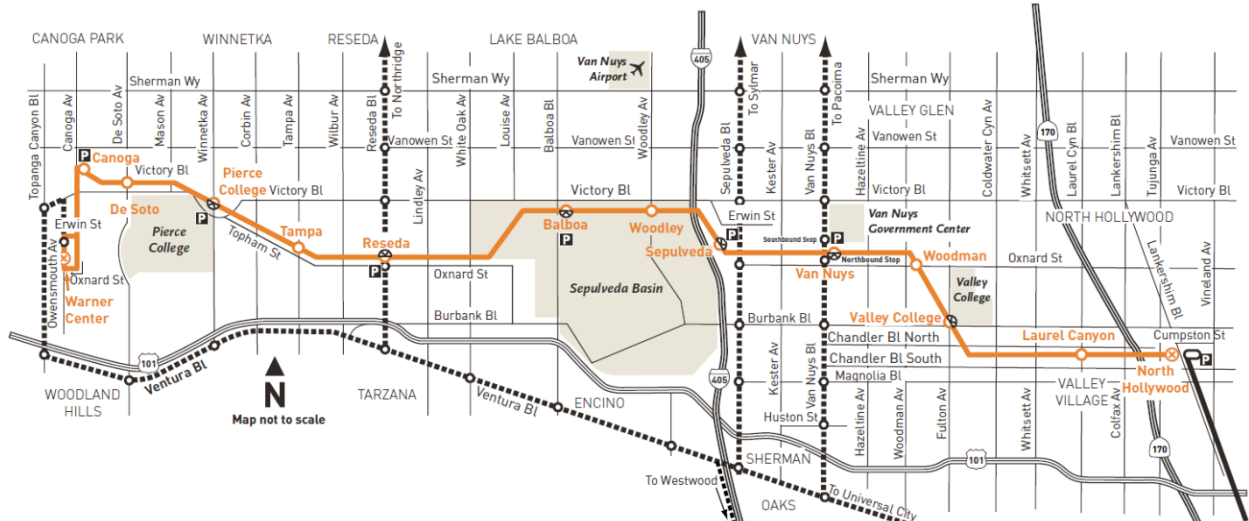 CANOGA PARK
WINNETKA
RESEDA
LAKE BALBOA
VAN NUYS
Van Nuys
Airport
405
Sherman Wy
Sherman Wy
Sherman Wy
Topanga Canyon Bl
Canoga Av
De Soto Av
Mason Av
Winnetka Av
Corbin Av
Tampa Av
Wilbur Av
Reseda Bl
To Northridge
Lindley Av
White Oak Av
Louise Av
Balboa Bl
Woodley Av
Sepulveda Bl
To Sylmar
Kester Av
Van Nuys Bl
To Pacoima
Hazeltine Av
Woodman Av
Coldwater Cyn Av
Whitsett Av
Laurel Cyn Bl
Lankershim Bl
Tujunga Av
VALLEY GLEN
170
Vanowen St
Vanowen St
Vanowen St
Vanowen St
P
Canoga
Victory Bl
Pierce
College
Victory Bl
Victory Bl
Victory Bl
Victory Bl
De Soto
P
Erwin St
Erwin St
Pierce
College
Topham St
Tampa
Reseda
P
Balboa
P
Woodley
Sepulveda
P
Southbound Stop
P
Van Nuys
Government Center
NORTH HOLLYWOOD
Northbound Stop
Van Nuys
Woodman
Oxnard St
Oxnard St
Oxnard St
Owensmouth Av
Warner
Center
Sepulveda Basin
Valley
College
Lankershim Bl
Vineland Av
Burbank Bl
Burbank Bl
Valley College
Chandler Bl North
Chandler Bl South
Laurel Canyon
Cumpston St
P
North
Hollywood
Magnolia Bl
VALLEY
VILLAGE
101
Ventura Bl
N
Map not to scale
WOODLAND
HILLS
TARZANA
Ventura Bl
ENCINO
405
Kester Av
Van Nuys Bl
Huston St
Hazeltine Av
Woodman Av
Fulton Av
Whitsett Av
Colfax Av
170
101
SHERMAN
OAKS
To Westwood
To Universal City